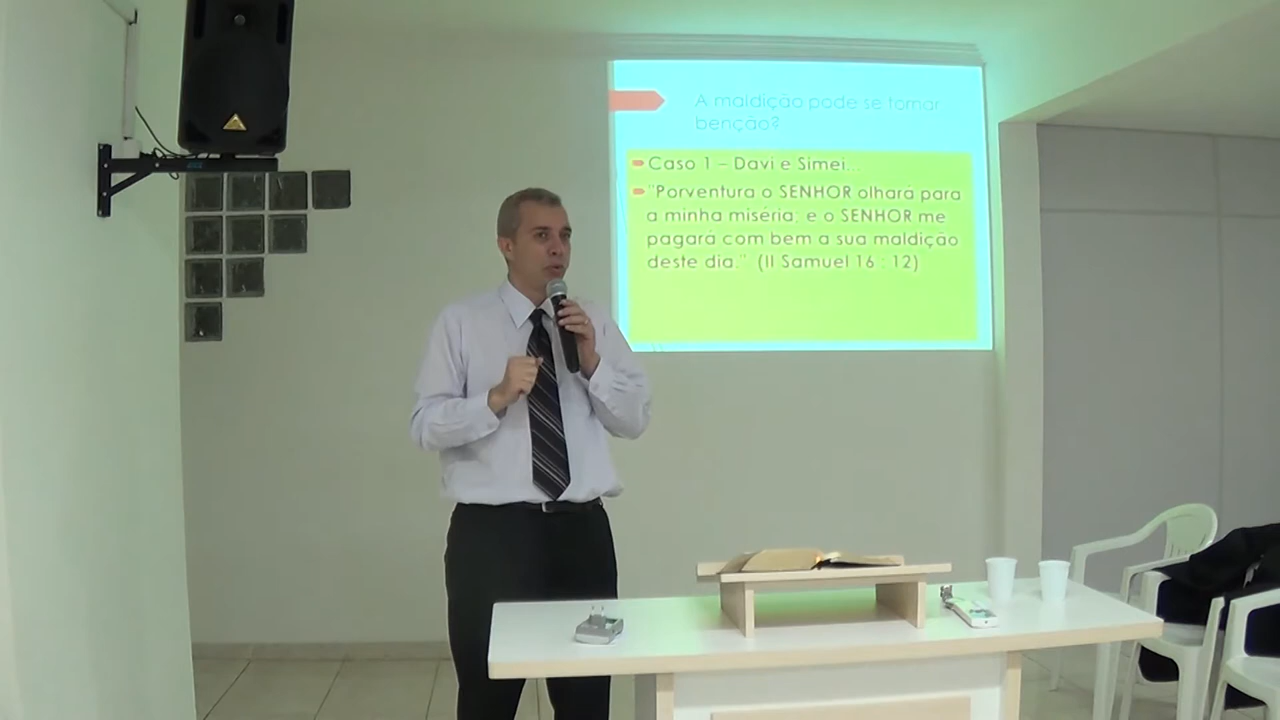 A maldição pode se tornar
benção?
Caso 1 – Davi e Simei...
"Porventura o SENHOR olhará para
a minha miséria; e o SENHOR me
pagará com bem a sua maldição
deste dia." (II Samuel 16 : 12)